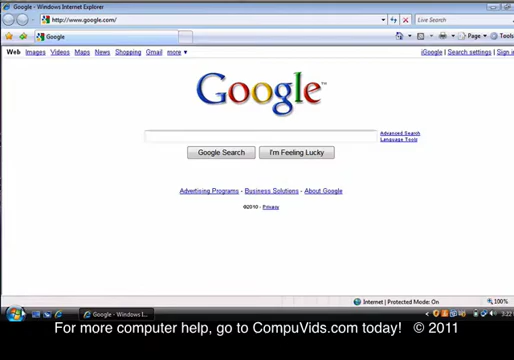 Google - Windows Internet Explorer
http://www.google.com/
Live Search
Google
Page
Tools
Web Images Videos Maps News Shopping Gmail more
iGoogle | Search settings | Sign in
Google™
Advanced Search
Language Tools
Google Search
I'm Feeling Lucky
Advertising Programs - Business Solutions - About Google
©2010 - Privacy
Internet | Protected Mode: On
100%
Google - Windows I...
3:22
For more computer help, go to CompuVids.com today! © 2011